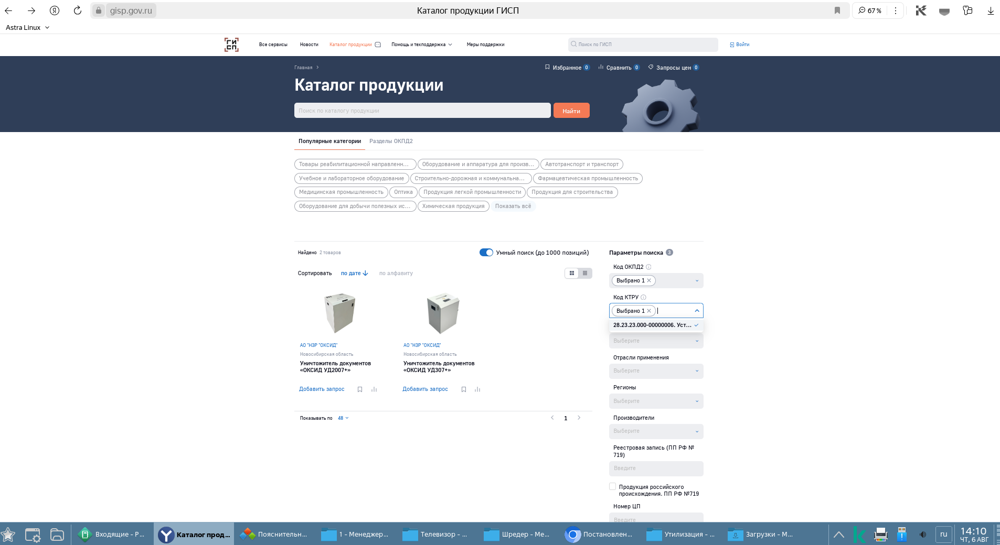 gisp.gov.ru
Каталог продукции ГИСП
67 %
Astra Linux
ГИ
СП
Все сервисы
Новости
Каталог продукции
Помощь и техподдержка
Меры поддержки
Поиск по ГИСП
Войти
Главная
Избранное 0
Сравнить 0
Запросы цен 0
Каталог продукции
Поиск по каталогу продукции
Найти
Популярные категории
Разделы ОКПД2
Товары реабилитационной направленн...
Оборудование и аппаратура для произв...
Автотранспорт и транспорт
Учебное и лабораторное оборудование
Строительно-дорожная и коммунальна...
Фармацевтическая промышленность
Медицинская промышленность
Оптика
Продукция легкой промышленности
Продукция для строительства
Оборудование для добычи полезных ис...
Химическая продукция
Показать всё
Найдено 2 товаров
Умный поиск (до 1000 позиций)
Сортировать
по дате
по алфавиту
АО "НЗР "ОКСИД"
Новосибирская область
Уничтожитель документов
«ОКСИД УД2007+»
Добавить запрос
АО "НЗР "ОКСИД"
Новосибирская область
Уничтожитель документов
«ОКСИД УД307+»
Добавить запрос
Показывать по 48
1
Параметры поиска 3
Код ОКПД2
Выбрано 1
Код КТРУ
Выбрано 1
28.23.23.000-00000006. Уст...
Выберите
Отрасли применения
Выберите
Регионы
Выберите
Производители
Выберите
Реестровая запись (ПП РФ №
719)
Введите
Продукция российского
происхождения. ПП РФ №719
Номер ЦП
Введите
Входящие - Р...
Каталог прод...
Пояснительн...
1 - Менеджер...
Телевизор - ...
Шредер - Ме...
Постановлен...
Утилизация - ...
Загрузки - М...
ru
14:10
ЧТ, 6 АВГ